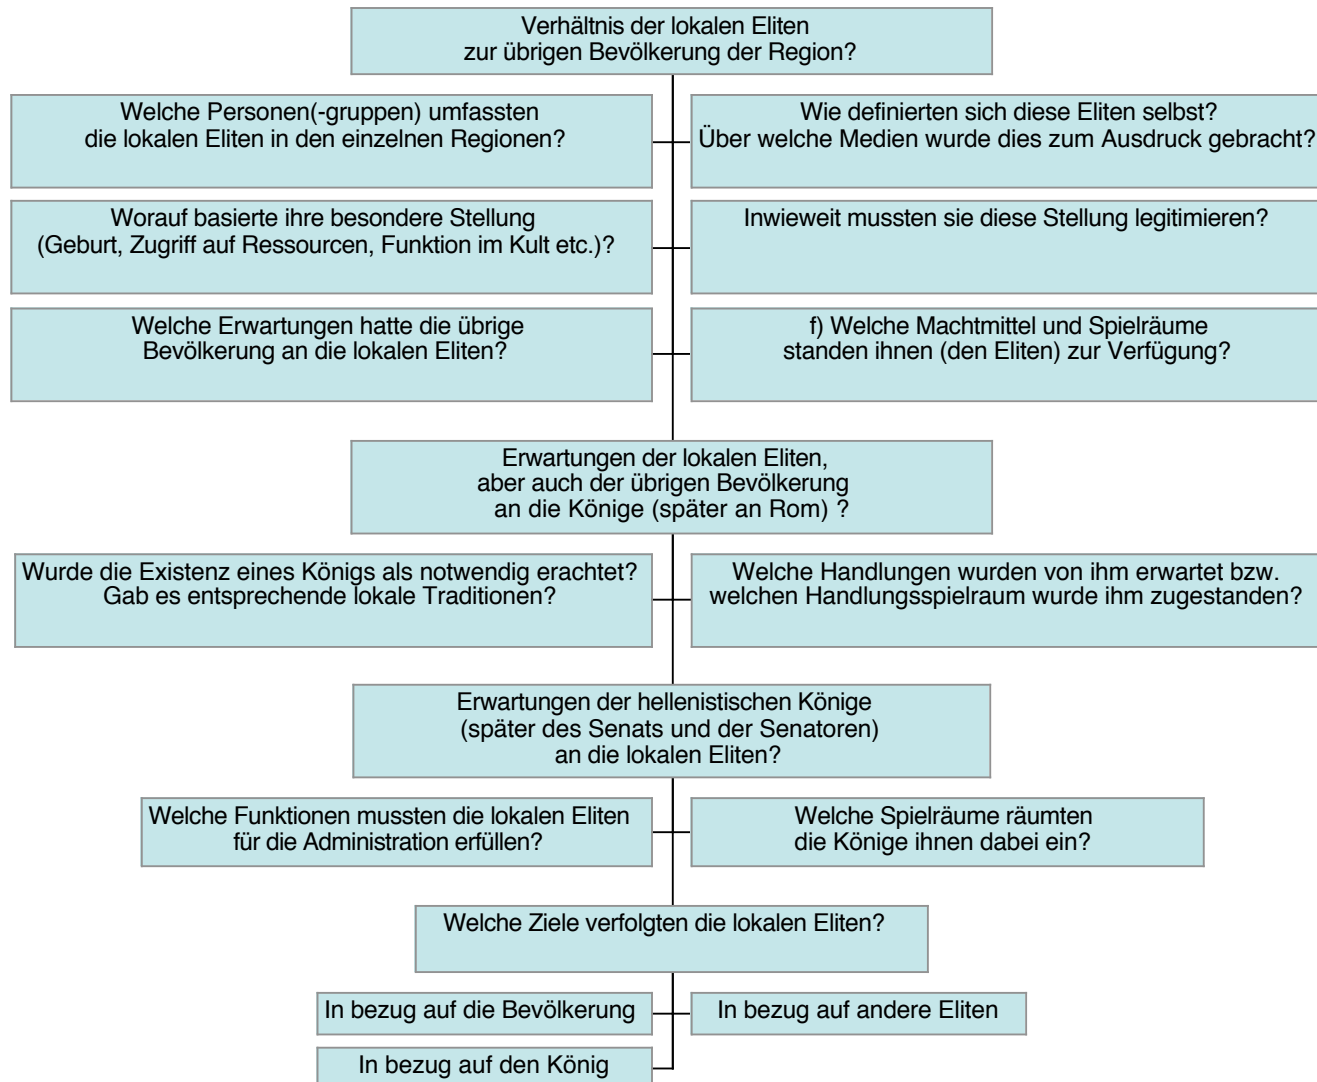 Verhältnis der lokalen Eliten
zur übrigen Bevölkerung der Region?
Welche Personen(-gruppen) umfassten
die lokalen Eliten in den einzelnen Regionen?
Wie definierten sich diese Eliten selbst?
Über welche Medien wurde dies zum Ausdruck gebracht?
Worauf basierte ihre besondere Stellung
(Geburt, Zugriff auf Ressourcen, Funktion im Kult etc.)?
Inwieweit mussten sie diese Stellung legitimieren?
Welche Erwartungen hatte die übrige
Bevölkerung an die lokalen Eliten?
f) Welche Machtmittel und Spielräume
standen ihnen (den Eliten) zur Verfügung?
Erwartungen der lokalen Eliten,
aber auch der übrigen Bevölkerung
an die Könige (später an Rom) ?
Wurde die Existenz eines Königs als notwendig erachtet?
Gab es entsprechende lokale Traditionen?
Welche Handlungen wurden von ihm erwartet bzw.
welchen Handlungsspielraum wurde ihm zugestanden?
Erwartungen der hellenistischen Könige
(später des Senats und der Senatoren)
an die lokalen Eliten?
Welche Funktionen mussten die lokalen Eliten
für die Administration erfüllen?
Welche Spielräume räumten
die Könige ihnen dabei ein?
Welche Ziele verfolgten die lokalen Eliten?
In bezug auf die Bevölkerung
In bezug auf andere Eliten
In bezug auf den König